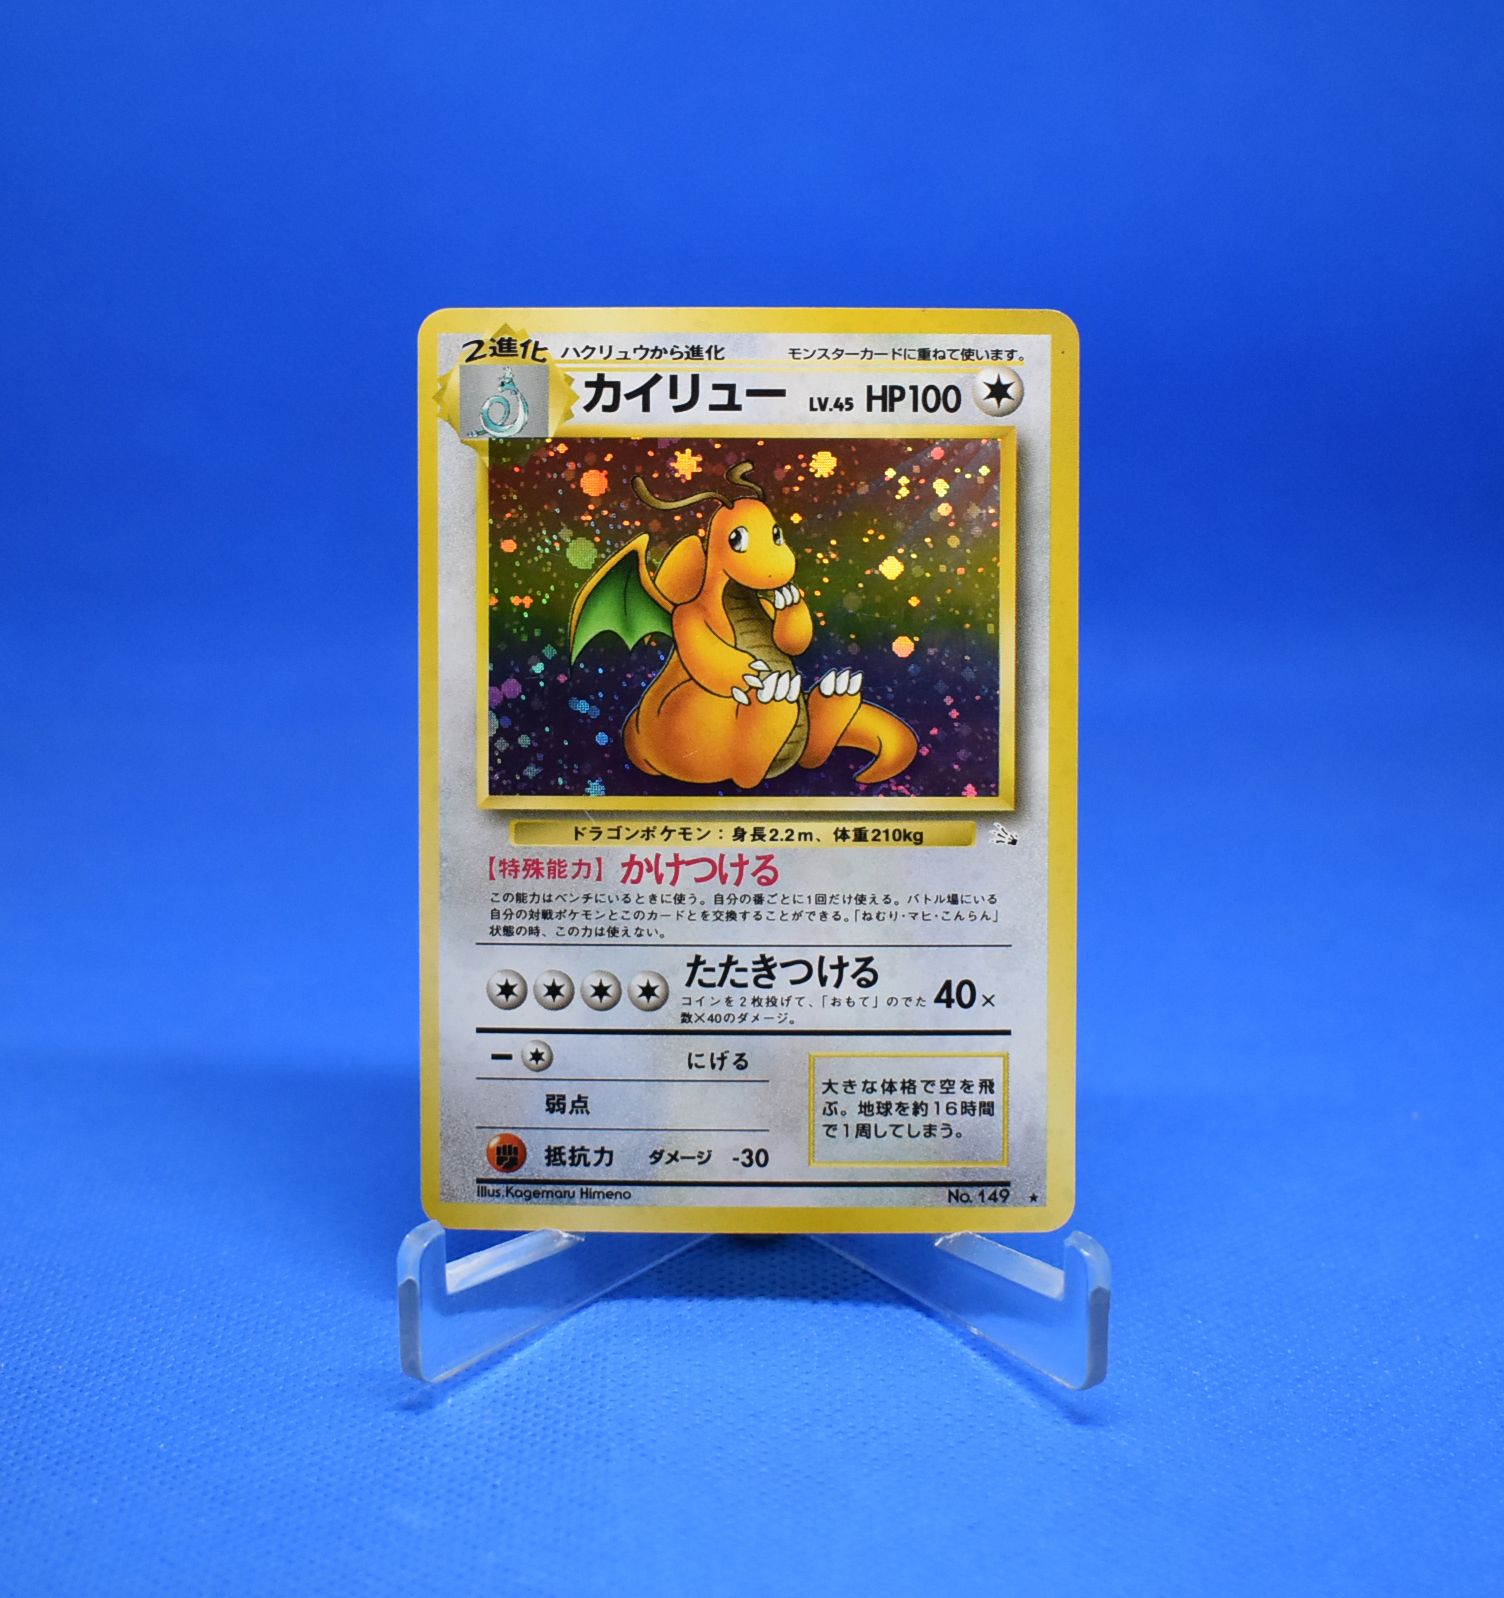 2進化 ハクリュウから進化 モンスターカードに重ねて使います。
カイリュー LV.45 HP100
ドラゴンポケモン：身長2.2m、体重210kg
【特殊能力】かけつける
この能力はベンチにいるときに使う。自分の番ごとに1回だけ使える。バトル場にいる
自分の対戦ポケモンとこのカードとを交換することができる。「ねむり・マヒ・こんらん」
状態の時、この力は使えない。
たたきつける
コインを2枚投げて、「おもて」のでた
数×40のダメージ。
40×
ー にげる
弱点
抵抗力 ダメージ -30
大きな体格で空を飛
ぶ。地球を約16時間
で1周してしまう。
Illus.Kagemaru Himeno No. 149 ★